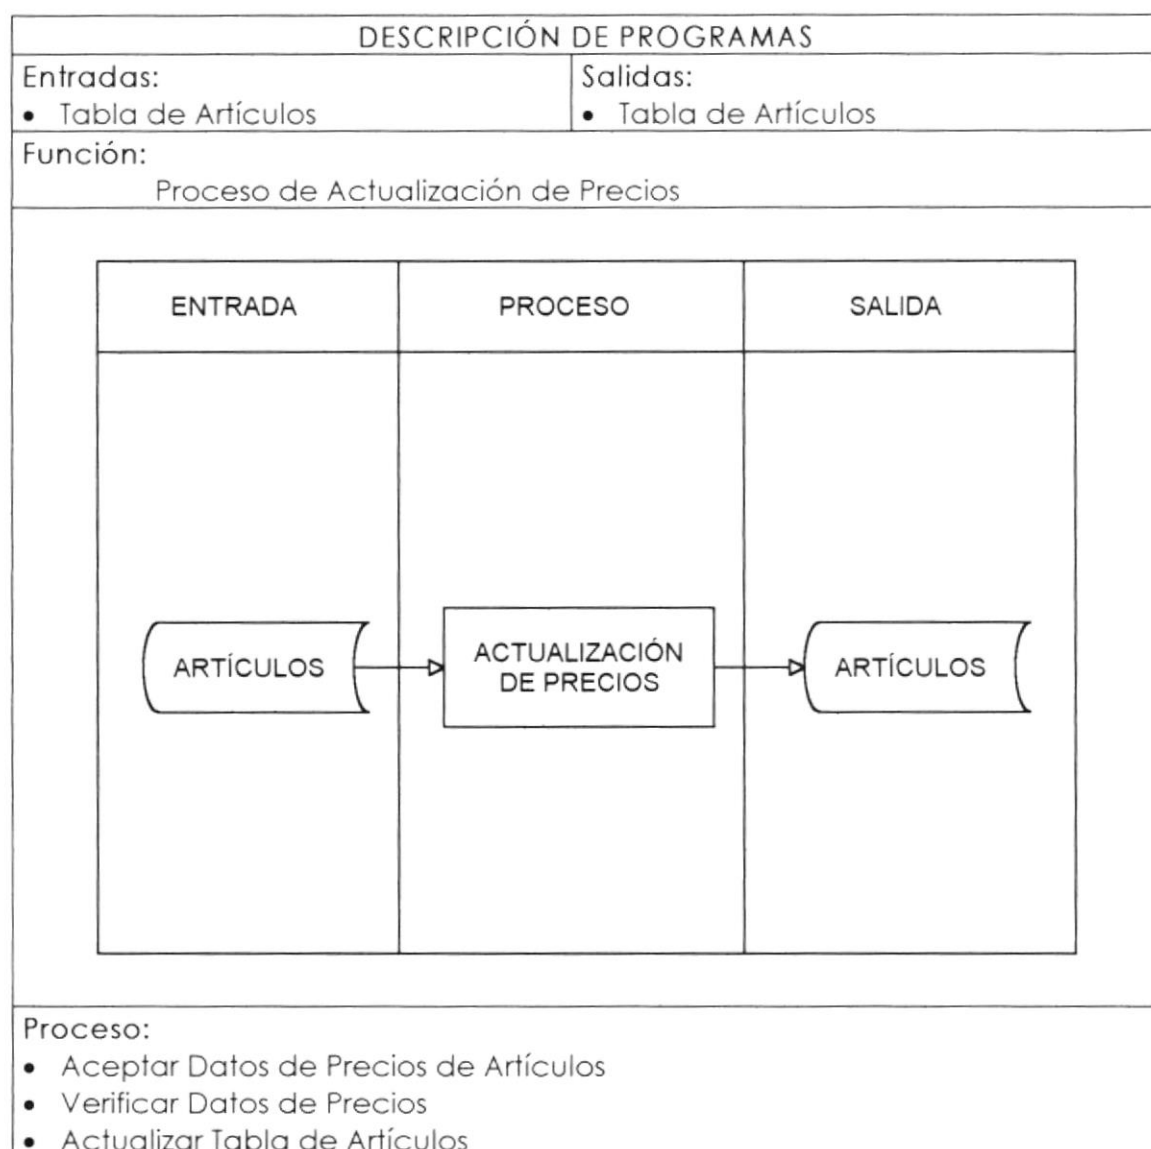 DESCRIPCIÓN DE PROGRAMAS
Entradas:
• Tabla de Artículos
Salidas:
• Tabla de Artículos
Función:
Proceso de Actualización de Precios
ENTRADA
PROCESO
SALIDA
ARTÍCULOS
ACTUALIZACIÓN
DE PRECIOS
ARTÍCULOS
Proceso:
• Aceptar Datos de Precios de Artículos
• Verificar Datos de Precios
• Actualizar Tabla de Artículos